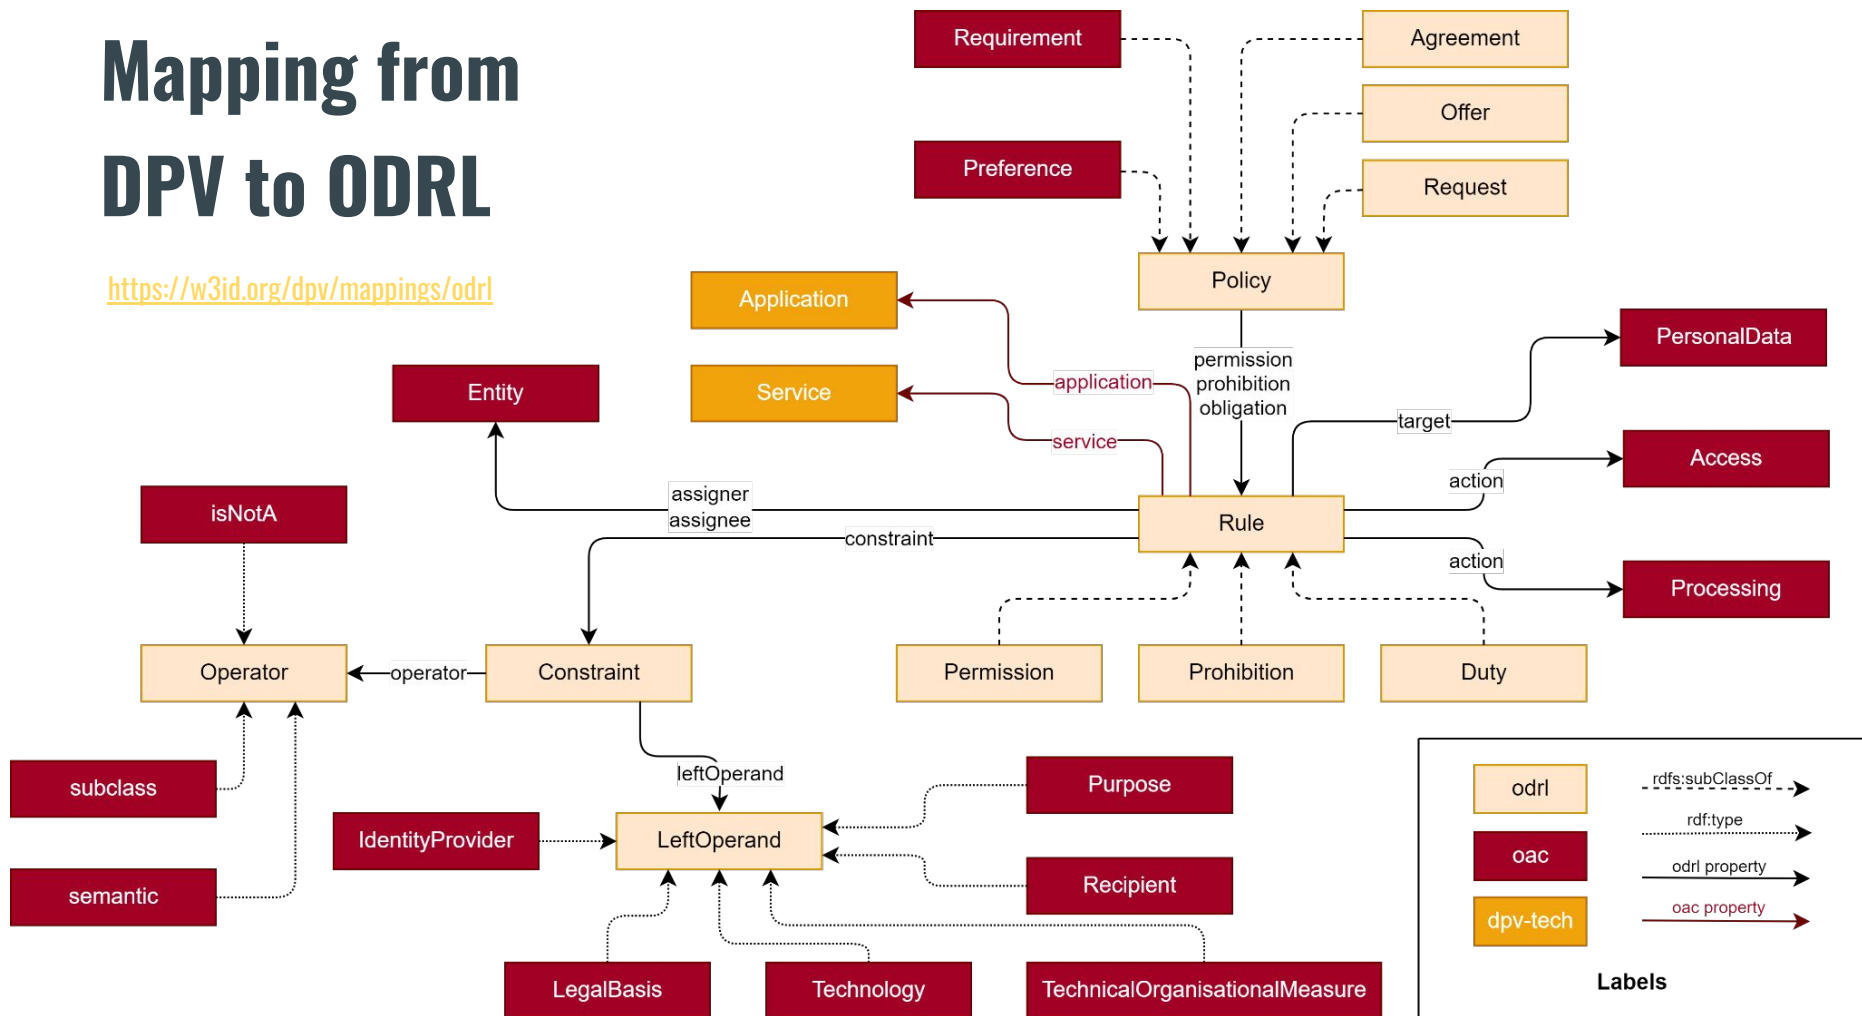 Mapping from
DPV to ODRL
https://w3id.org/dpv/mappings/odrl
Requirement
Agreement
Offer
Preference
Request
Policy
Application
permission
prohibition
obligation
PersonalData
Entity
Service
application
service
target
Access
action
assigner
assignee
isNotA
Rule
constraint
action
Processing
Operator
operator
Constraint
Permission
Prohibition
Duty
leftOperand
subclass
Purpose
IdentityProvider
LeftOperand
semantic
Recipient
LegalBasis
Technology
TechnicalOrganisationalMeasure
odrl
rdfs:subClassOf
rdf:type
oac
odrl property
dpv-tech
oac property
Labels